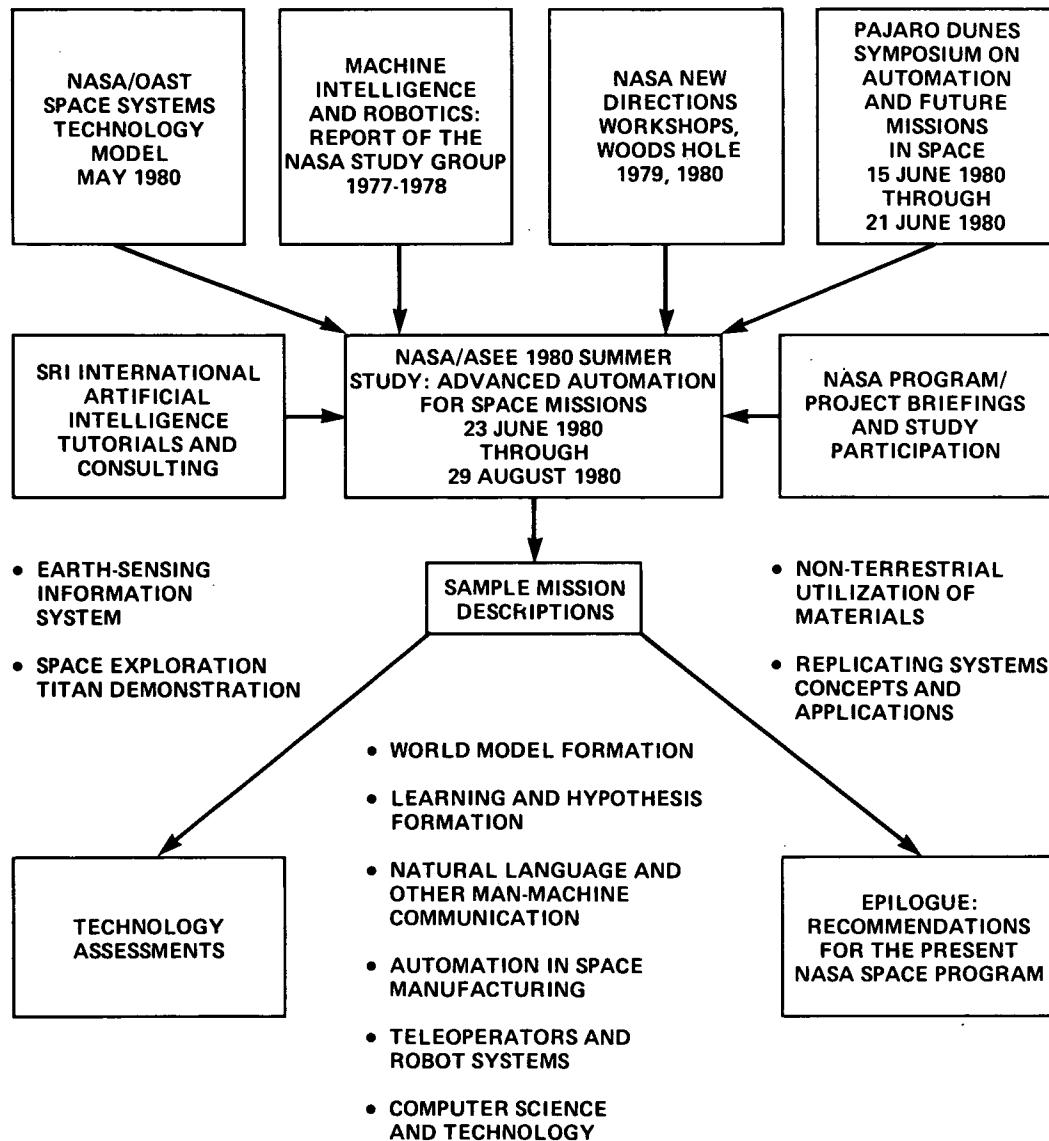 NASA/OAST
SPACE SYSTEMS
TECHNOLOGY
MODEL
MAY 1980
MACHINE
INTELLIGENCE
AND ROBOTICS:
REPORT OF THE
NASA STUDY GROUP
1977-1978
NASA NEW
DIRECTIONS
WORKSHOPS,
WOODS HOLE
1979, 1980
PAJARO DUNES
SYMPOSIUM ON
AUTOMATION
AND FUTURE
MISSIONS
IN SPACE
15 JUNE 1980
THROUGH
21 JUNE 1980
SRI INTERNATIONAL
ARTIFICIAL
INTELLIGENCE
TUTORIALS AND
CONSULTING
NASA/ASEE 1980 SUMMER
STUDY: ADVANCED AUTOMATION
FOR SPACE MISSIONS
23 JUNE 1980
THROUGH
29 AUGUST 1980
NASA PROGRAM/
PROJECT BRIEFINGS
AND STUDY
PARTICIPATION
• EARTH-SENSING
INFORMATION
SYSTEM
• SPACE EXPLORATION
TITAN DEMONSTRATION
SAMPLE MISSION
DESCRIPTIONS
• NON-TERRESTRIAL
UTILIZATION OF
MATERIALS
• REPLICATING SYSTEMS
CONCEPTS AND
APPLICATIONS
TECHNOLOGY
ASSESSMENTS
• WORLD MODEL FORMATION
• LEARNING AND HYPOTHESIS
FORMATION
• NATURAL LANGUAGE AND
OTHER MAN-MACHINE
COMMUNICATION
• AUTOMATION IN SPACE
MANUFACTURING
• TELEOPERATORS AND
ROBOT SYSTEMS
• COMPUTER SCIENCE
AND TECHNOLOGY
EPILOGUE:
RECOMMENDATIONS
FOR THE PRESENT
NASA SPACE PROGRAM